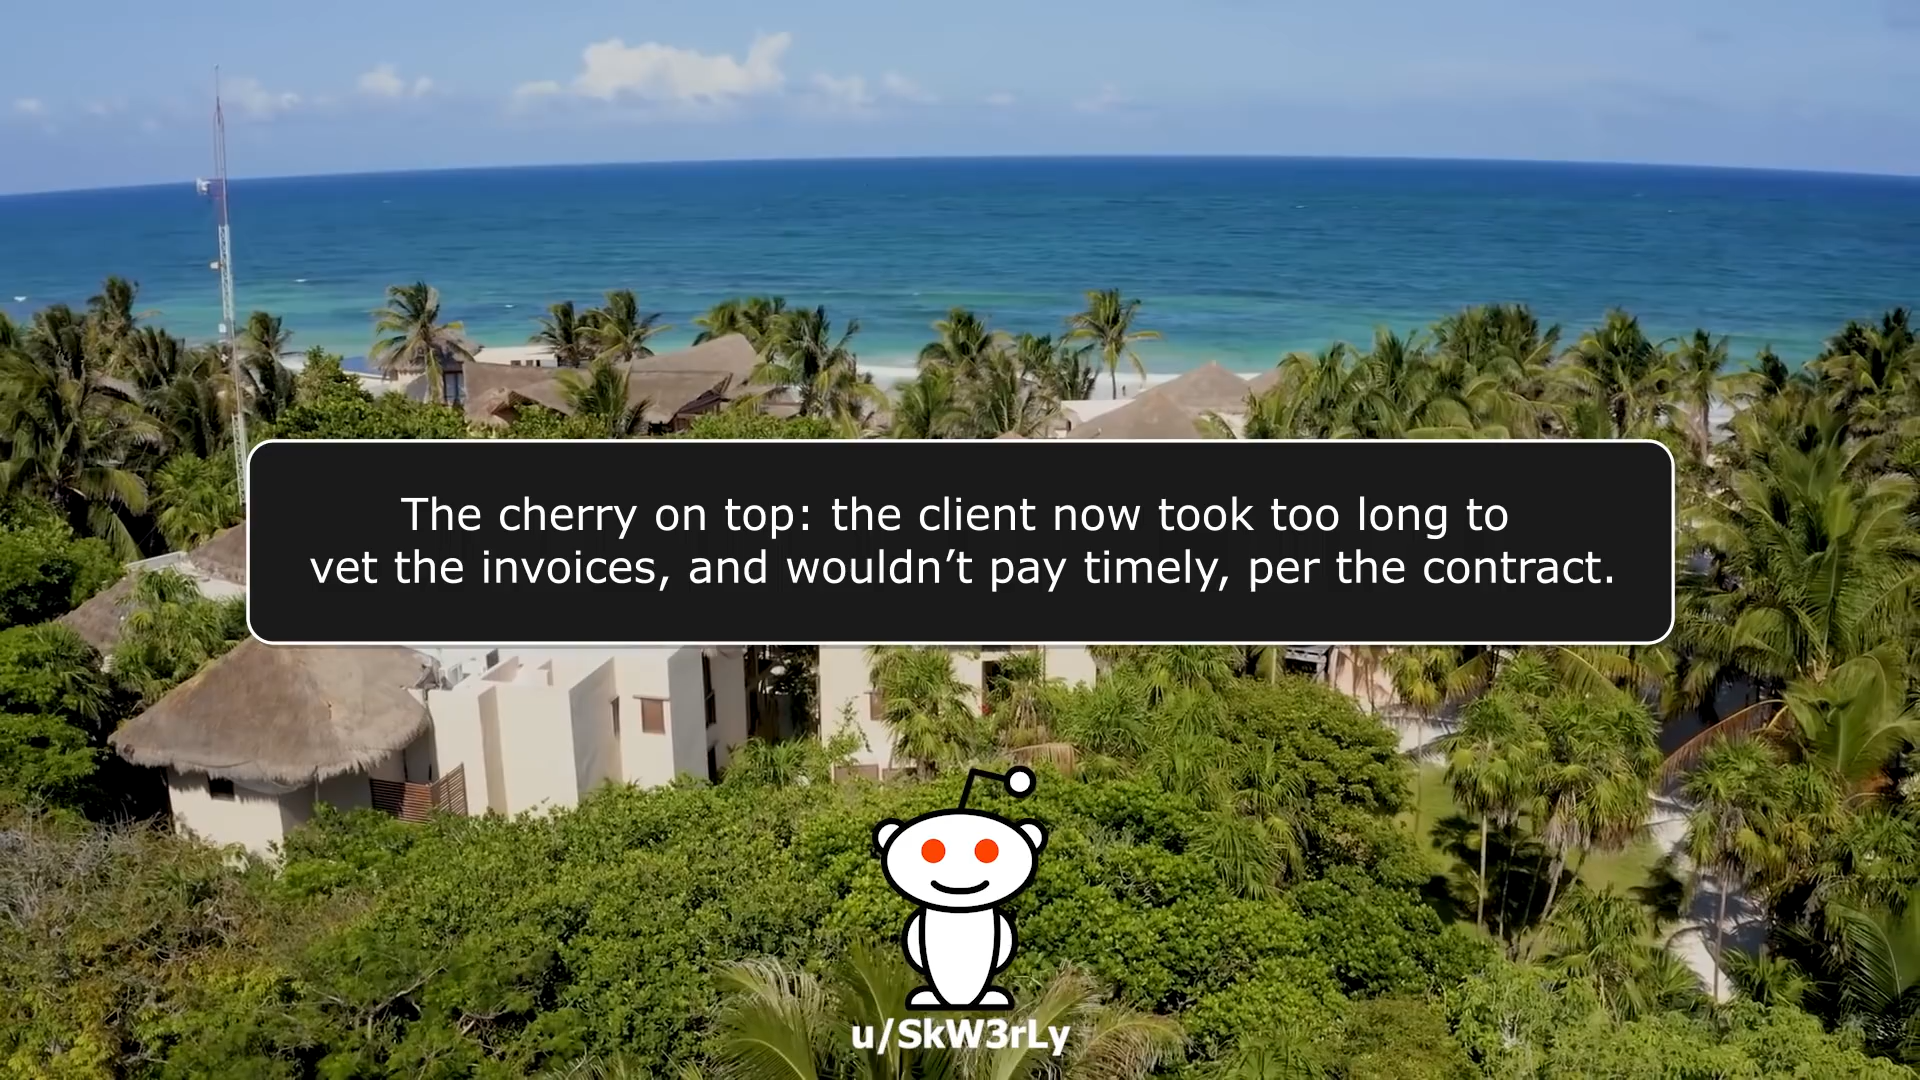 The cherry on top: the client now took too long to
vet the invoices, and wouldn’t pay timely, per the contract.
u/SkW3rLy